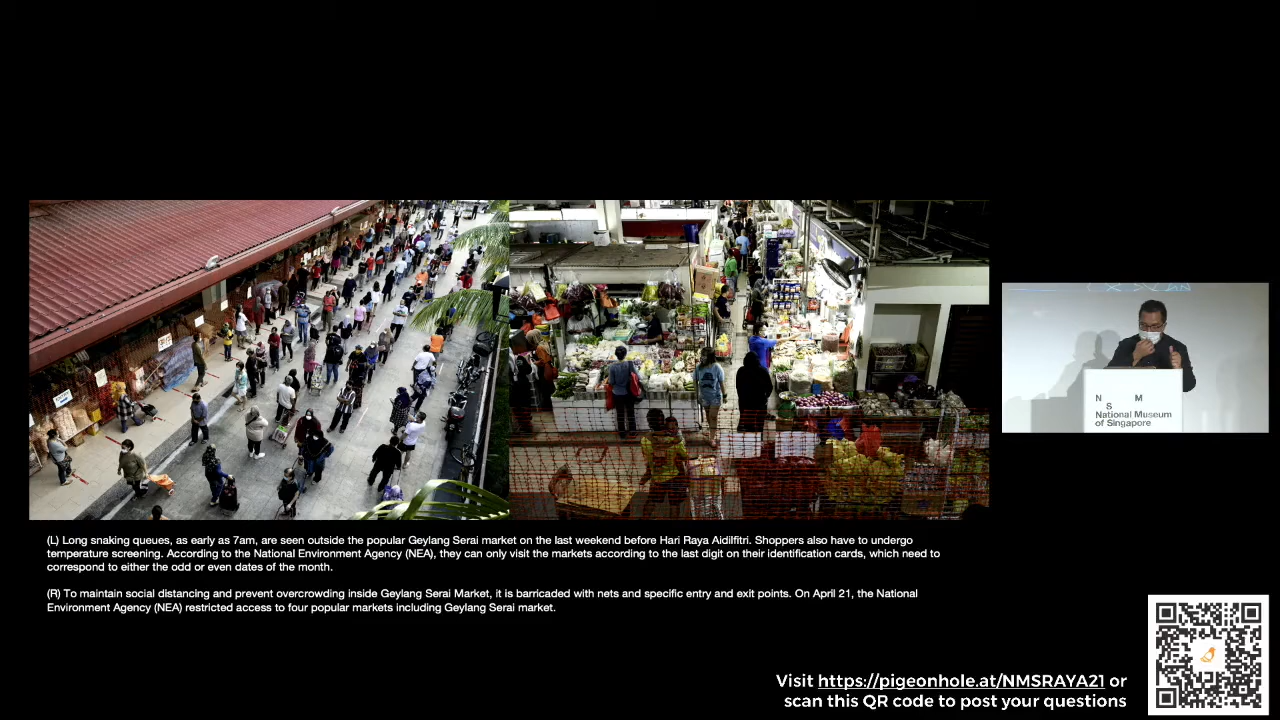 (L) Long snaking queues, as early as 7am, are seen outside the popular Geylang Serai market on the last weekend before Hari Raya Aidilfitri. Shoppers also have to undergo
temperature screening. According to the National Environment Agency (NEA), they can only visit the markets according to the last digit on their identification cards, which need to
correspond to either the odd or even dates of the month.
(R) To maintain social distancing and prevent overcrowding inside Geylang Serai Market, it is barricaded with nets and specific entry and exit points. On April 21, the National
Environment Agency (NEA) restricted access to four popular markets including Geylang Serai market.
N M
S
National Museum
of Singapore
Visit https://pigeonhole.at/NMSRAYA21 or
scan this QR code to post your questions